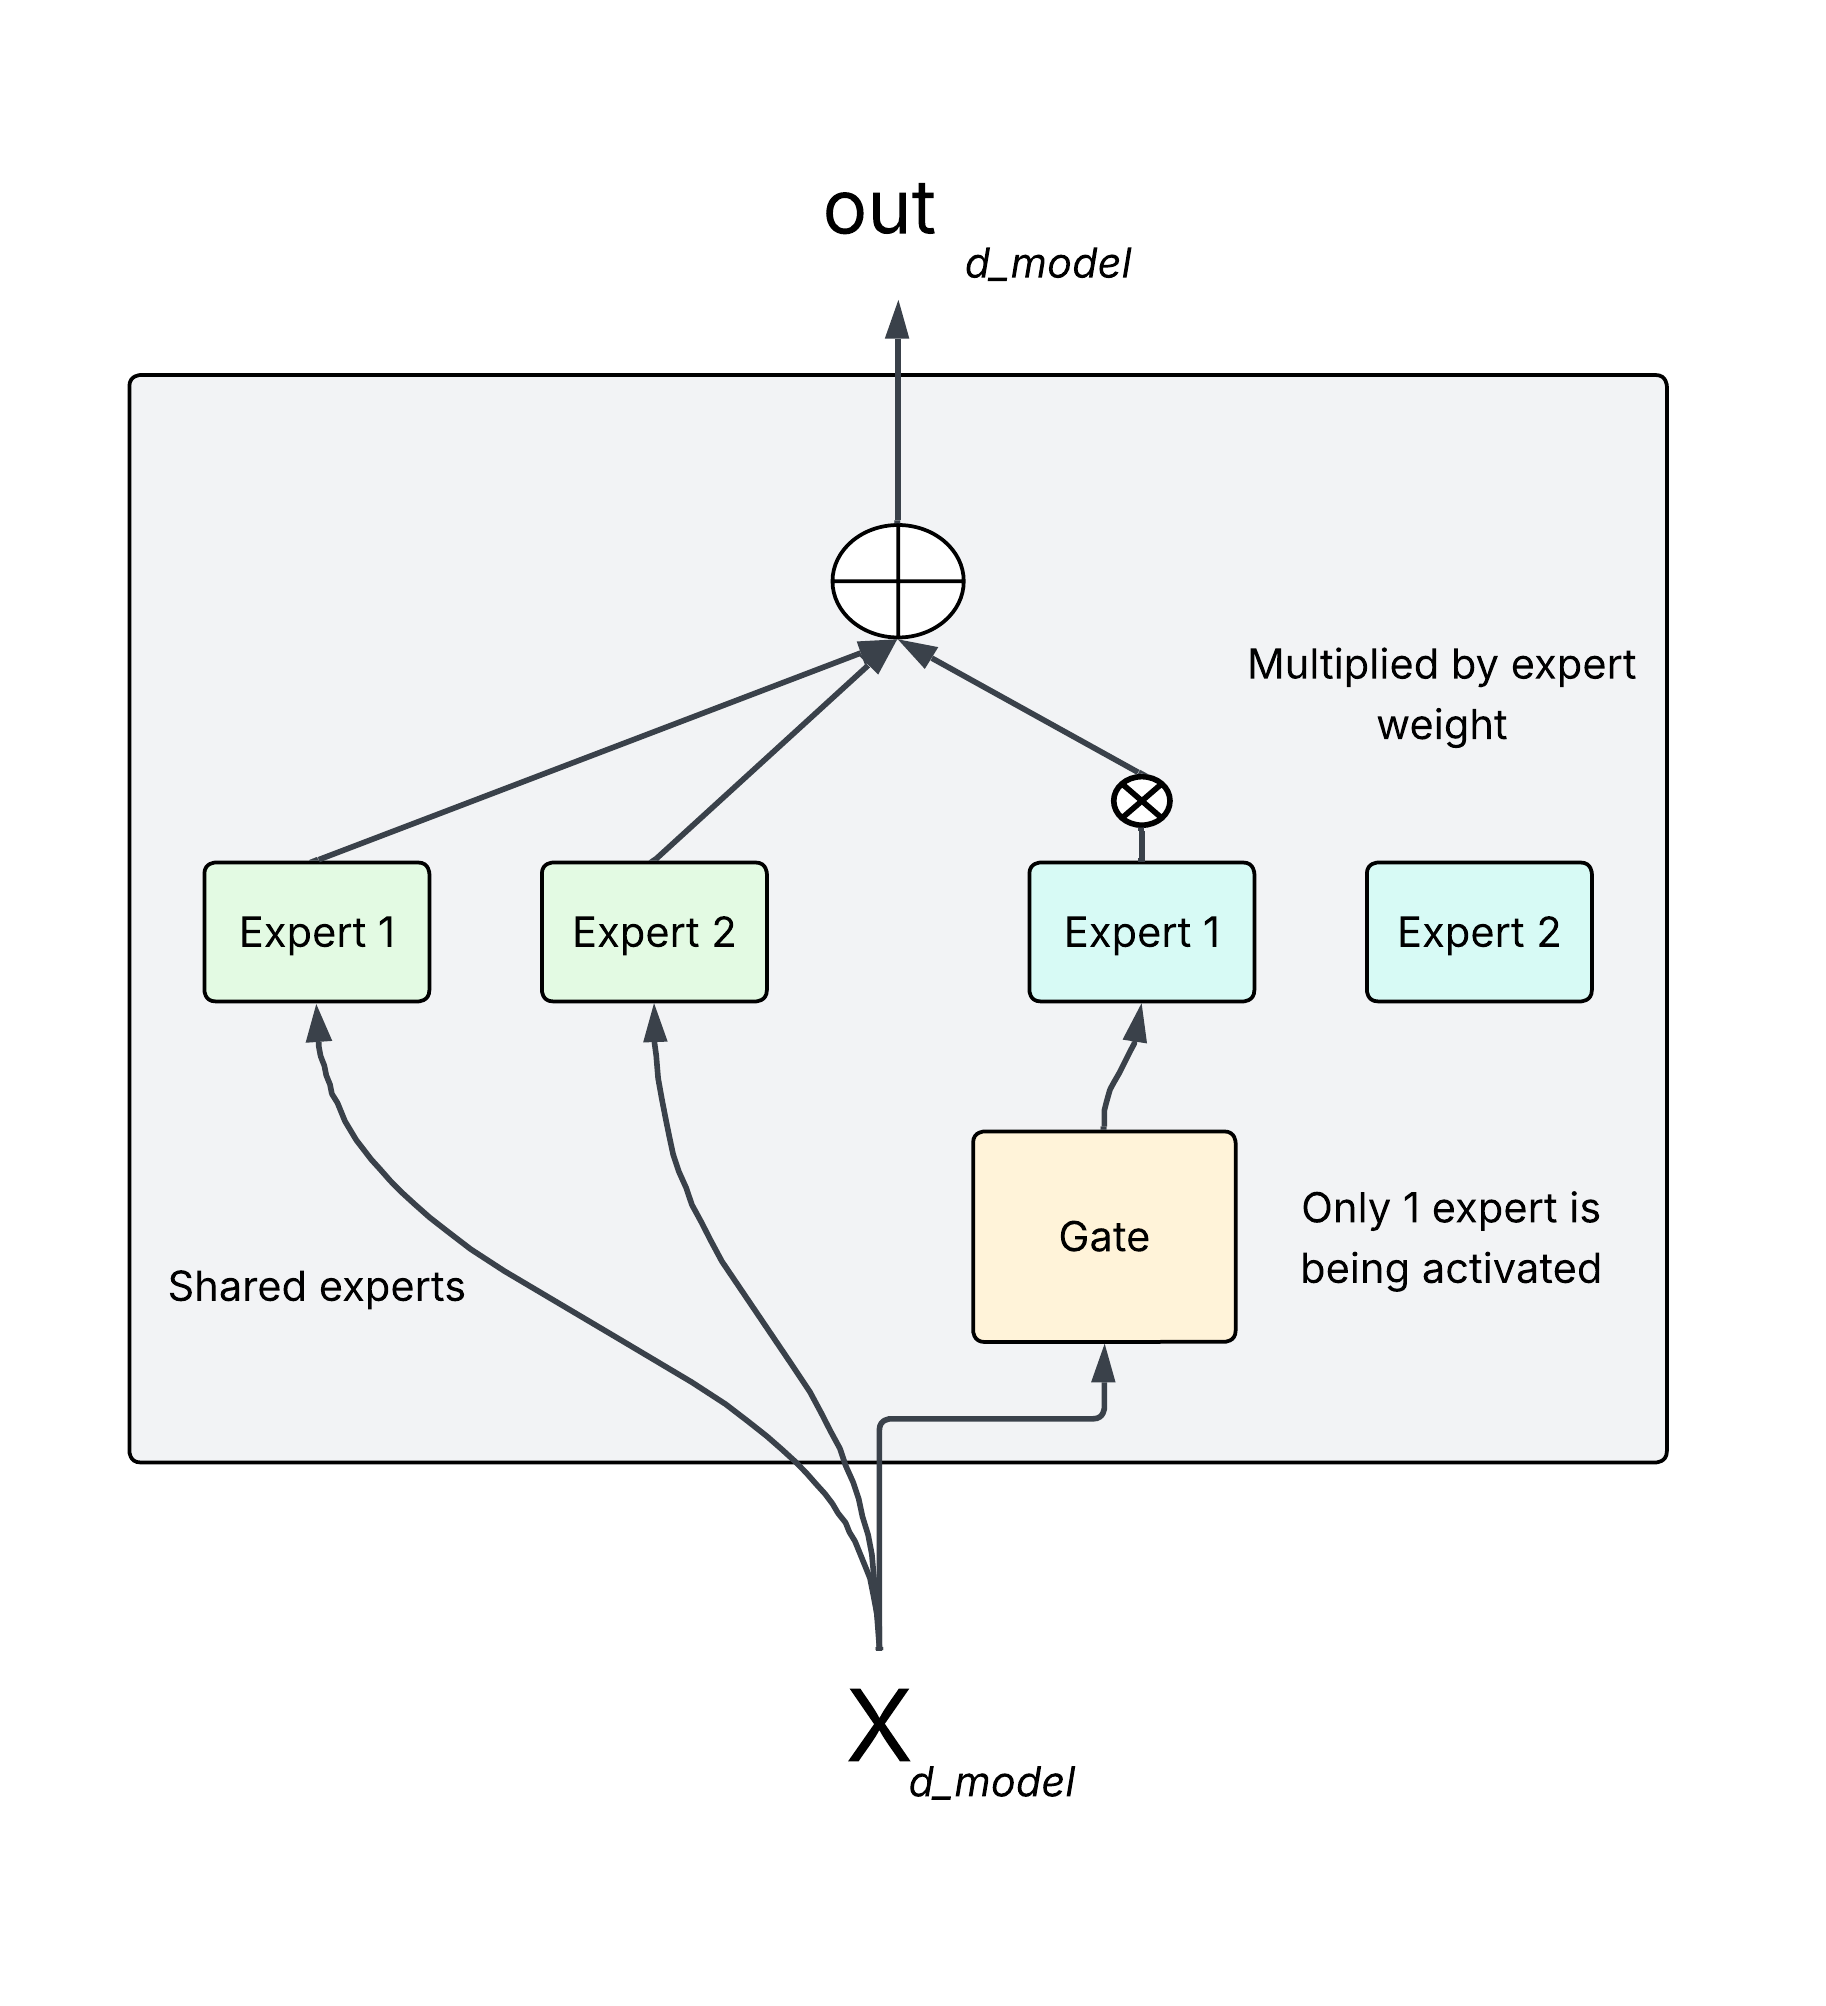 out
d_model
Multiplied by expert
weight
Expert 1
Expert 2
Expert 1
Expert 2
Gate
Only 1 expert is
being activated
Shared experts
X
d_model